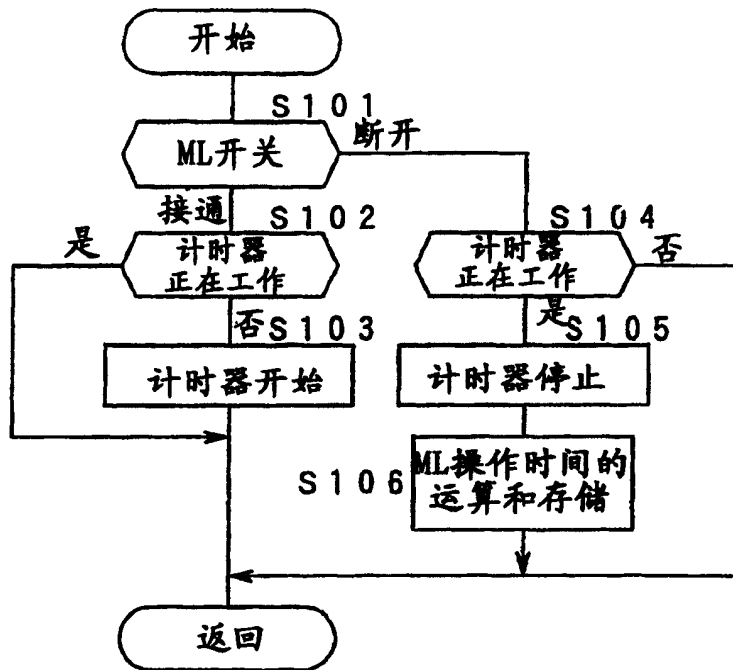 开始
S101
ML开关
断开
接通
S102
S104
是
计时器
正在工作
计时器
正在工作
否
否
S103
是
S105
计时器开始
计时器停止
S106
ML操作时间的
运算和存储
返回